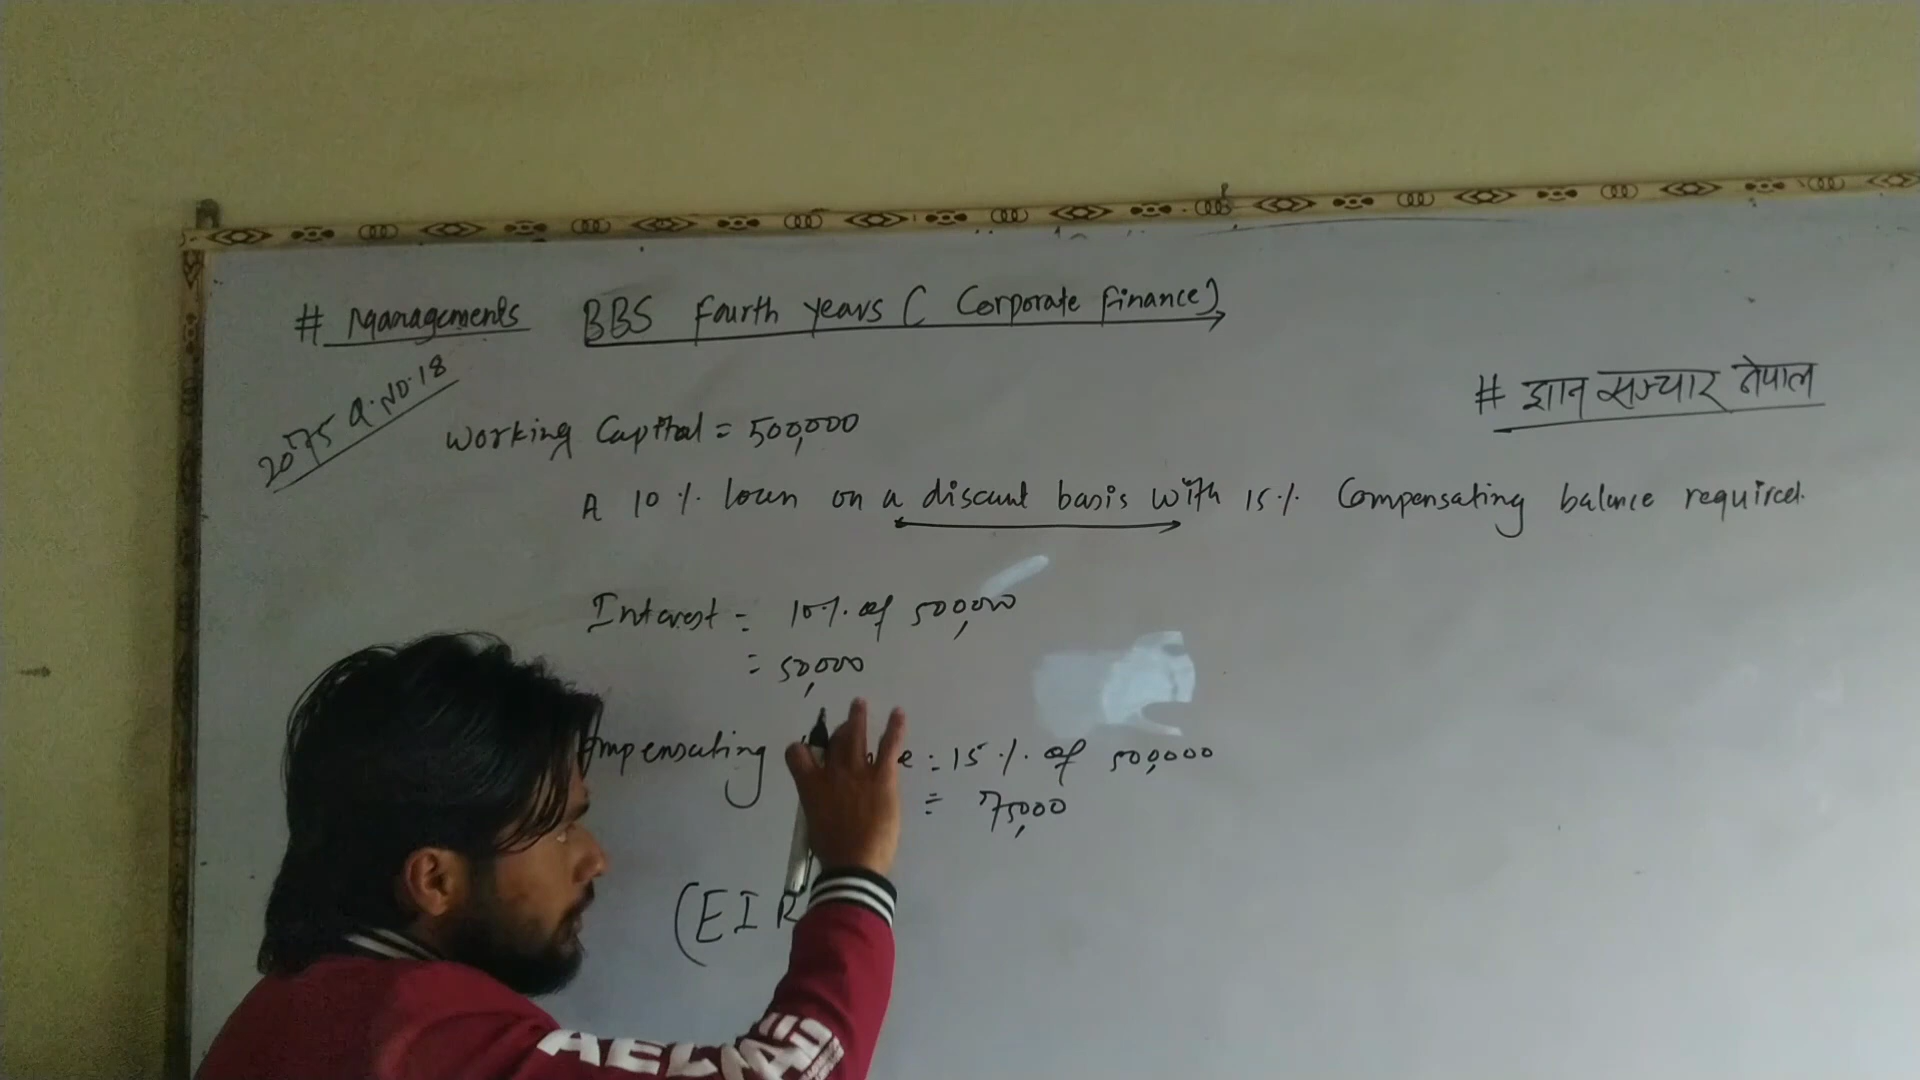 # Managements BBS Fourth Years ( Corporate Finance)
2075 Q.NO.18
# ज्ञान सञ्चार नेपाल
Working Capital = 500,000
A 10 % loan on a discunt basis with 15 % Compensating balance required.
Interest = 10% of 500,000
= 50,000
mpensating e = 15 % of 500,000
= 75,000
(EIR